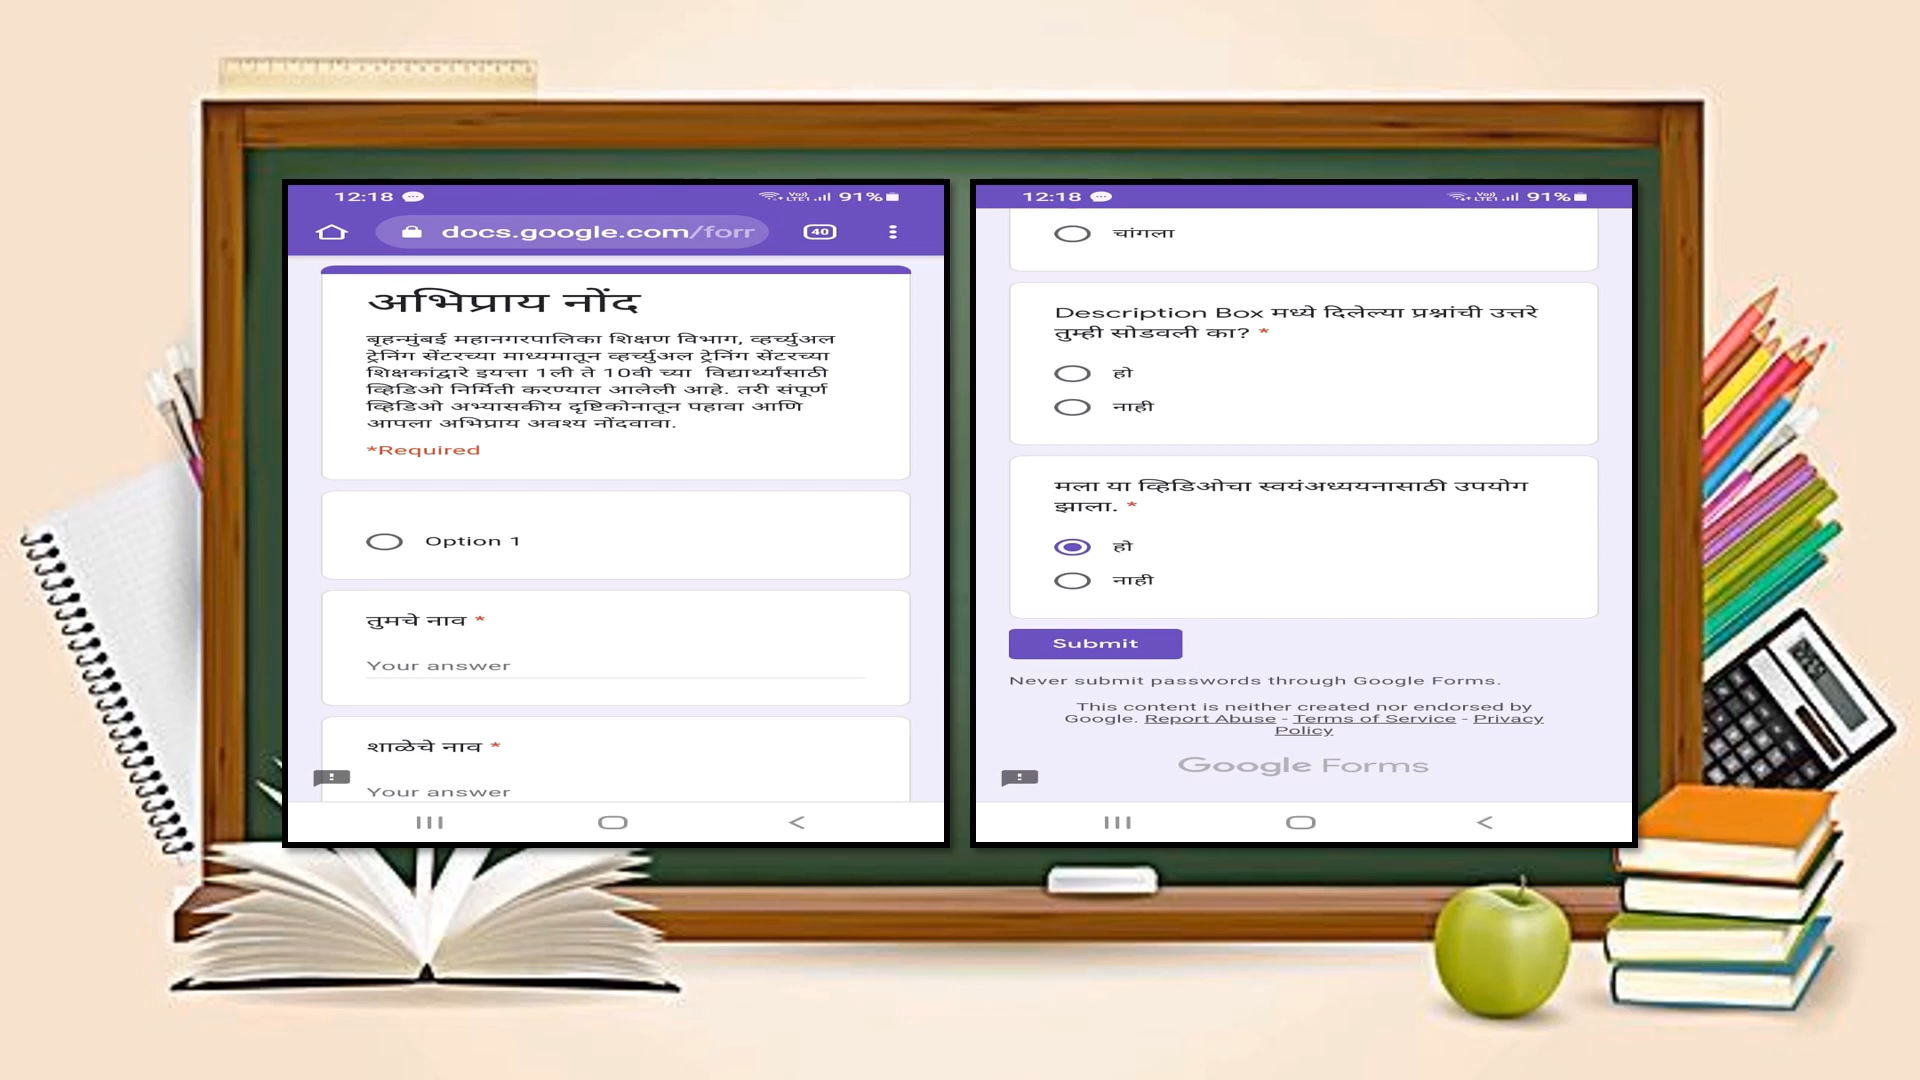 12:18
91%
docs.google.com/forr
40
अभिप्राय नोंद
बृहन्मुंबई महानगरपालिका शिक्षण विभाग, व्हर्च्युअल
ट्रेनिंग सेंटरच्या माध्यमातून व्हर्च्युअल ट्रेनिंग सेंटरच्या
शिक्षकांद्वारे इयत्ता 1ली ते 10वी च्या विद्यार्थ्यांसाठी
व्हिडिओ निर्मिती करण्यात आलेली आहे. तरी संपूर्ण
व्हिडिओ अभ्यासकीय दृष्टिकोनातून पहावा आणि
आपला अभिप्राय अवश्य नोंदवावा.
*Required
Option 1
तुमचे नाव *
Your answer
शाळेचे नाव *
Your answer
12:18
91%
चांगला
Description Box मध्ये दिलेल्या प्रश्नांची उत्तरे
तुम्ही सोडवली का? *
हो
नाही
मला या व्हिडिओचा स्वयंअध्ययनासाठी उपयोग
झाला. *
हो
नाही
Submit
Never submit passwords through Google Forms.
This content is neither created nor endorsed by
Google. Report Abuse - Terms of Service - Privacy
Policy
Google Forms